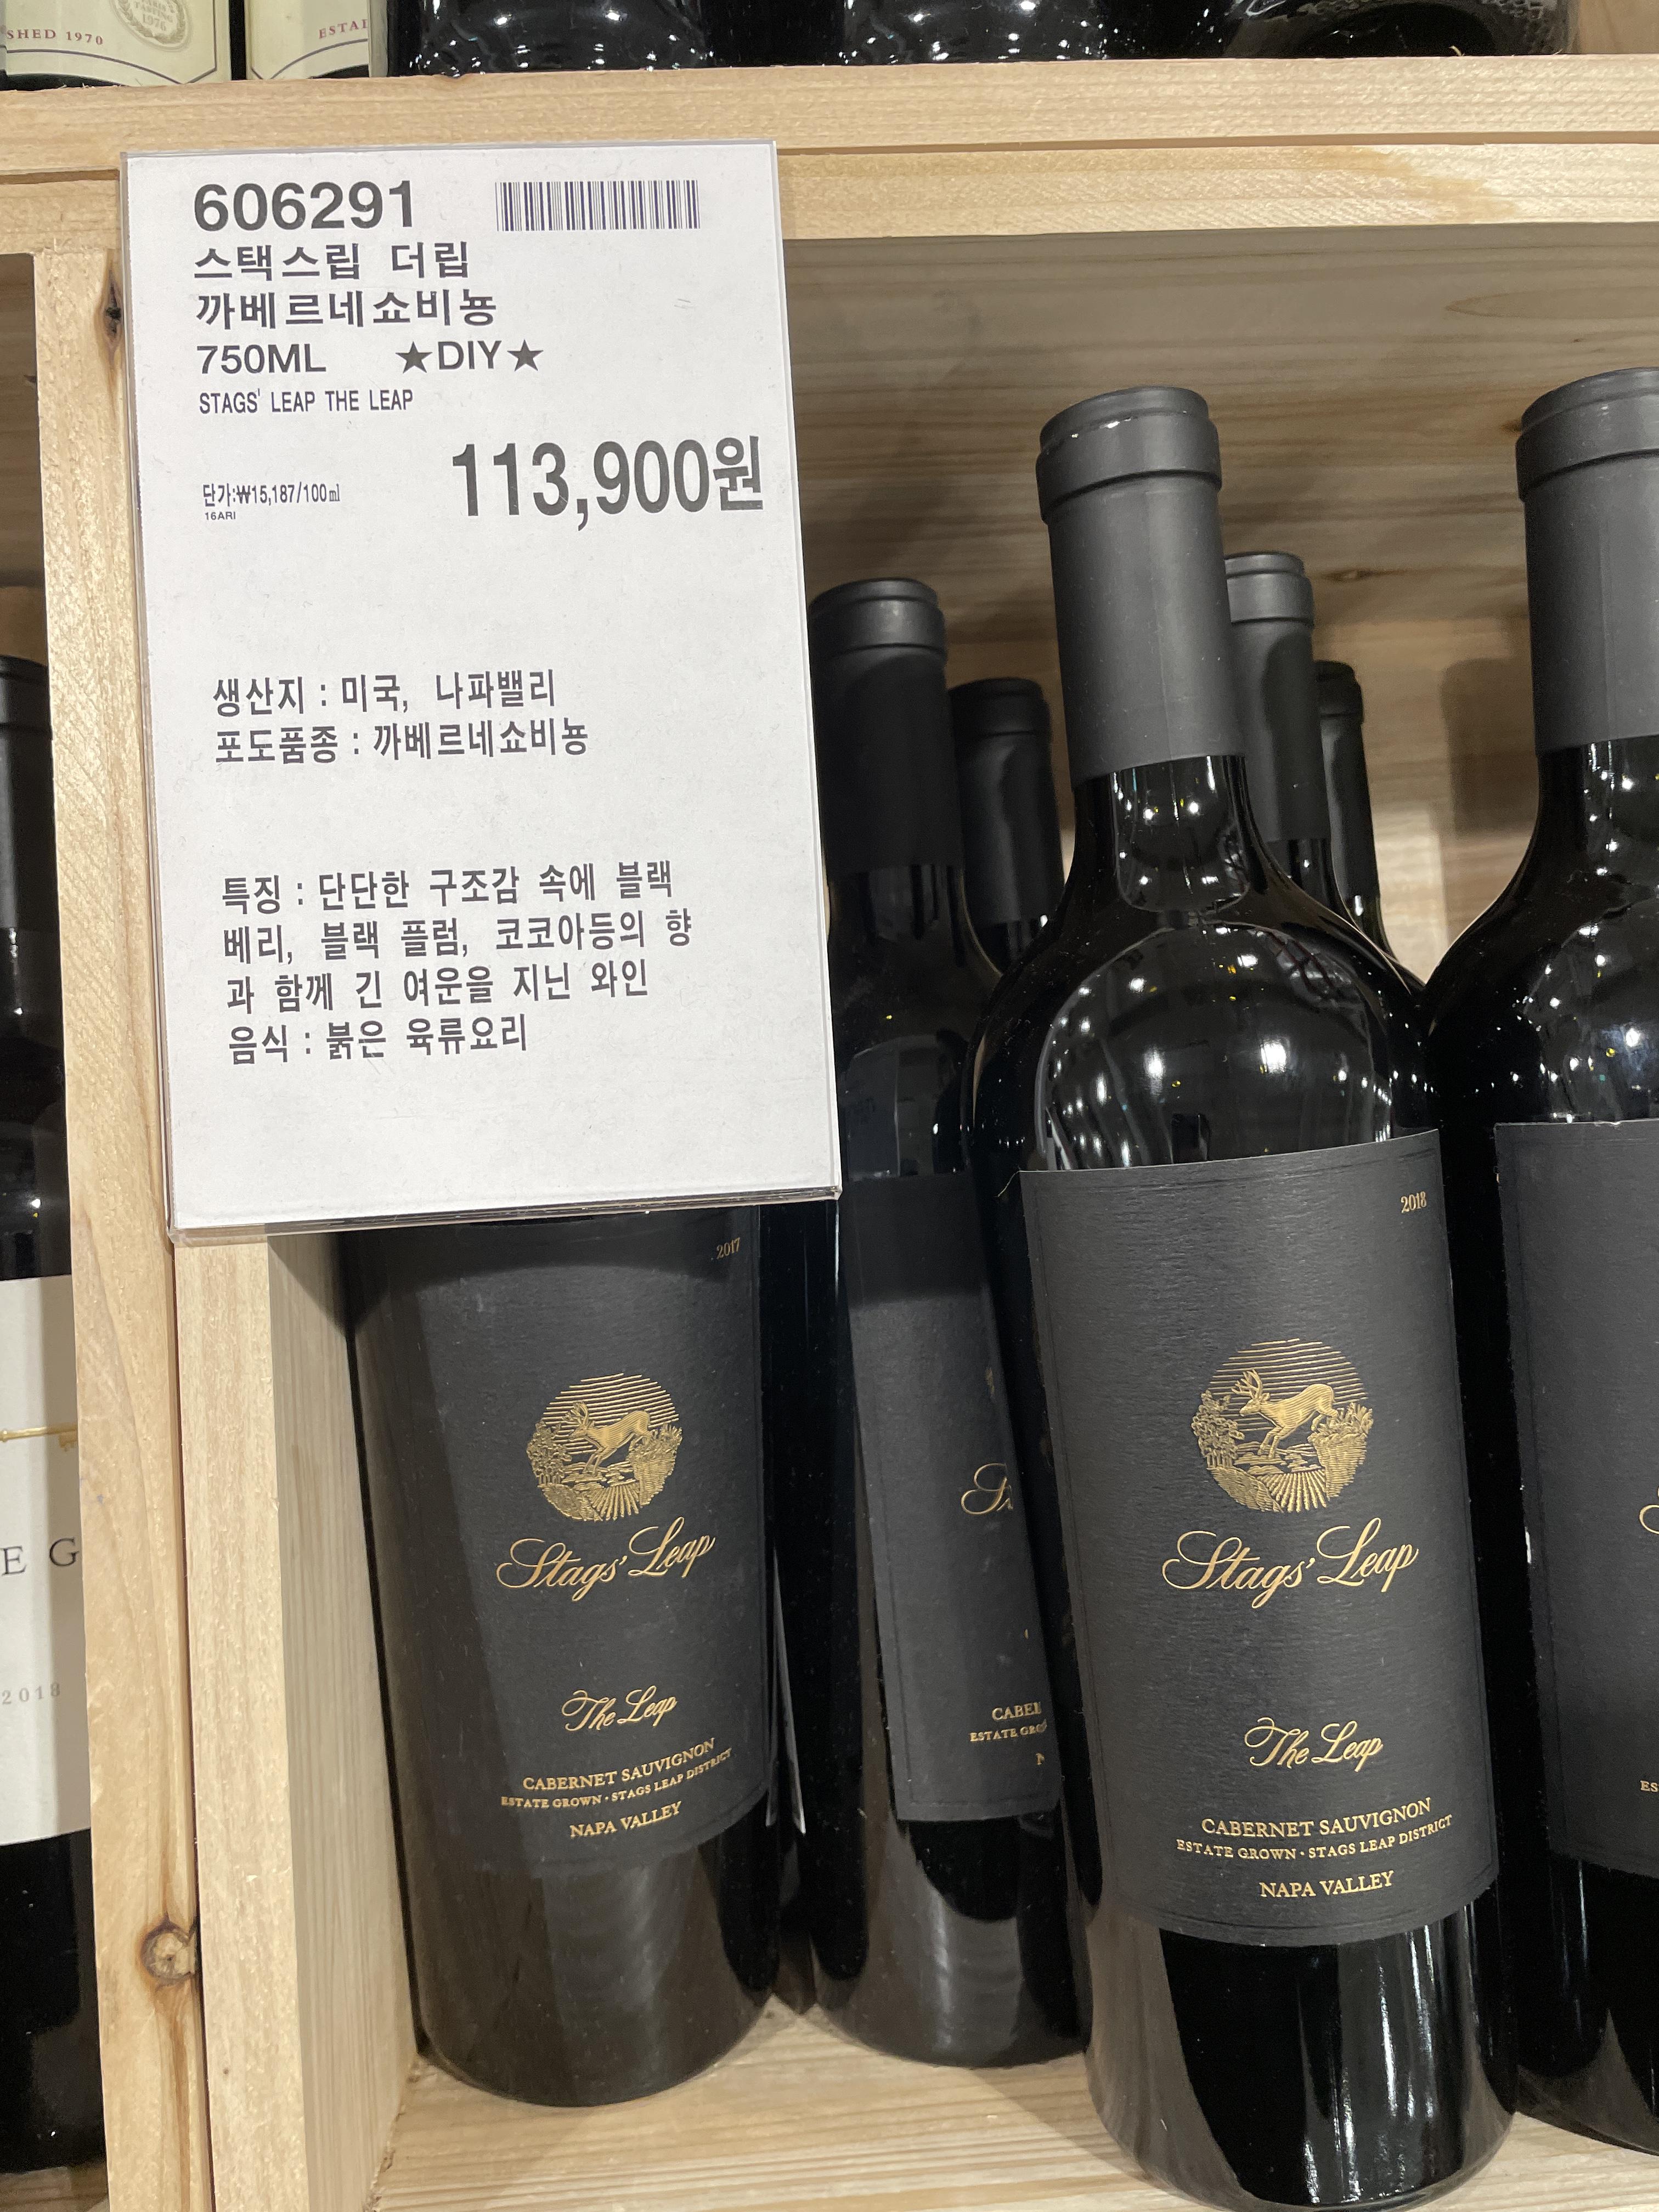 SHED 1970
606291
스택스립 더립
까베르네쇼비뇽
750ML ★DIY★
STAGS' LEAP THE LEAP
113,900원
단가:₩15,187/100㎖
16ARI
생산지 : 미국, 나파밸리
포도품종 : 까베르네쇼비뇽
특징 : 단단한 구조감 속에 블랙
베리, 블랙 플럼, 코코아등의 향
과 함께 긴 여운을 지닌 와인
음식 : 붉은 육류요리
2017
Stags' Leap
The Leap
CABERNET SAUVIGNON
ESTATE GROWN · STAGS LEAP DISTRICT
NAPA VALLEY
2018
Stags' Leap
The Leap
CABERNET SAUVIGNON
ESTATE GROWN · STAGS LEAP DISTRICT
NAPA VALLEY
E G
2018